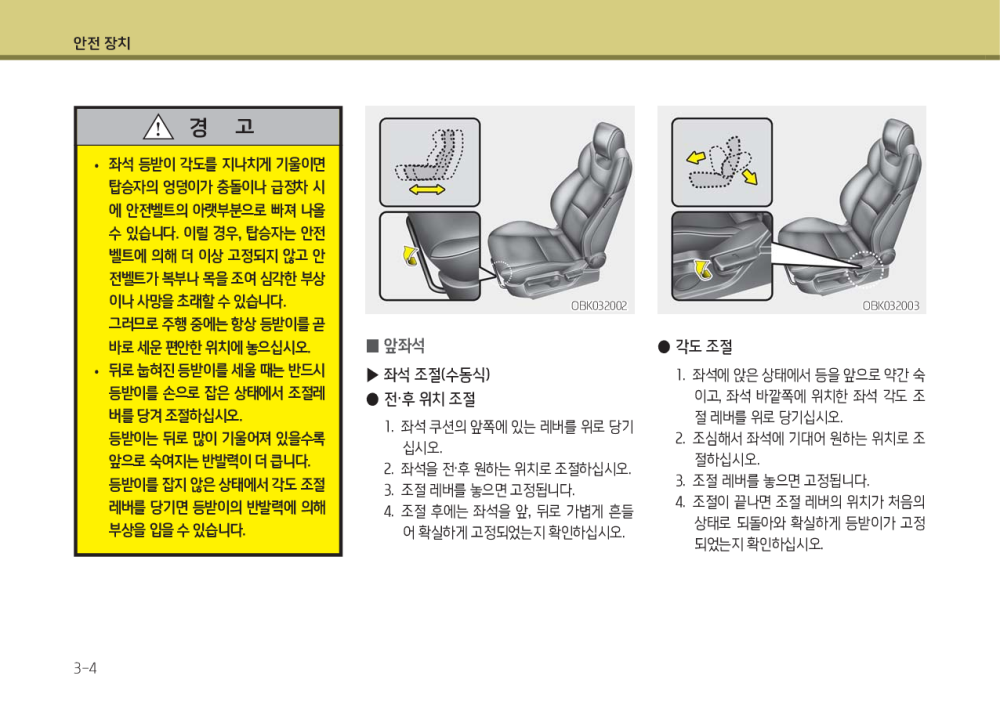 안전 장치
경 고
• 좌석 등받이 각도를 지나치게 기울이면
탑승자의 엉덩이가 충돌이나 급정차 시
에 안전벨트의 아랫부분으로 빠져 나올
수 있습니다. 이럴 경우, 탑승자는 안전
벨트에 의해 더 이상 고정되지 않고 안
전벨트가 복부나 목을 조여 심각한 부상
이나 사망을 초래할 수 있습니다.
그러므로 주행 중에는 항상 등받이를 곧
바로 세운 편안한 위치에 놓으십시오.
• 뒤로 눕혀진 등받이를 세울 때는 반드시
등받이를 손으로 잡은 상태에서 조절레
버를 당겨 조절하십시오.
등받이는 뒤로 많이 기울어져 있을수록
앞으로 숙여지는 반발력이 더 큽니다.
등받이를 잡지 않은 상태에서 각도 조절
레버를 당기면 등받이의 반발력에 의해
부상을 입을 수 있습니다.
OBK032002
■ 앞좌석
▶ 좌석 조절(수동식)
● 전·후 위치 조절
1. 좌석 쿠션의 앞쪽에 있는 레버를 위로 당기
십시오.
2. 좌석을 전·후 원하는 위치로 조절하십시오.
3. 조절 레버를 놓으면 고정됩니다.
4. 조절 후에는 좌석을 앞, 뒤로 가볍게 흔들
어 확실하게 고정되었는지 확인하십시오.
OBK032003
● 각도 조절
1. 좌석에 앉은 상태에서 등을 앞으로 약간 숙
이고, 좌석 바깥쪽에 위치한 좌석 각도 조
절 레버를 위로 당기십시오.
2. 조심해서 좌석에 기대어 원하는 위치로 조
절하십시오.
3. 조절 레버를 놓으면 고정됩니다.
4. 조절이 끝나면 조절 레버의 위치가 처음의
상태로 되돌아와 확실하게 등받이가 고정
되었는지 확인하십시오.
3-4